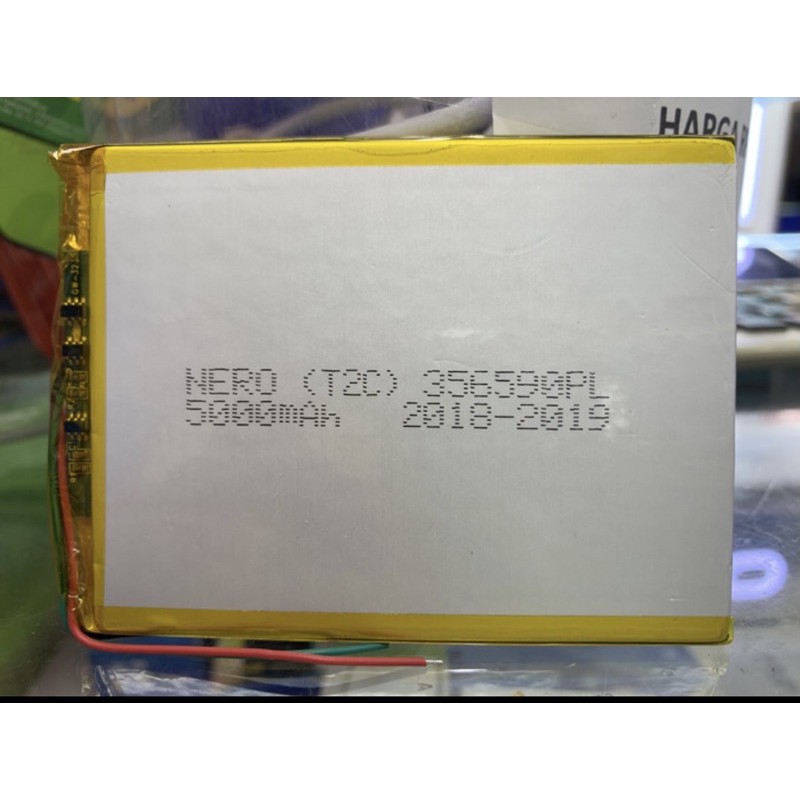 HARGA
NERO (T2C) 356590PL
5000mAh 2018-2019